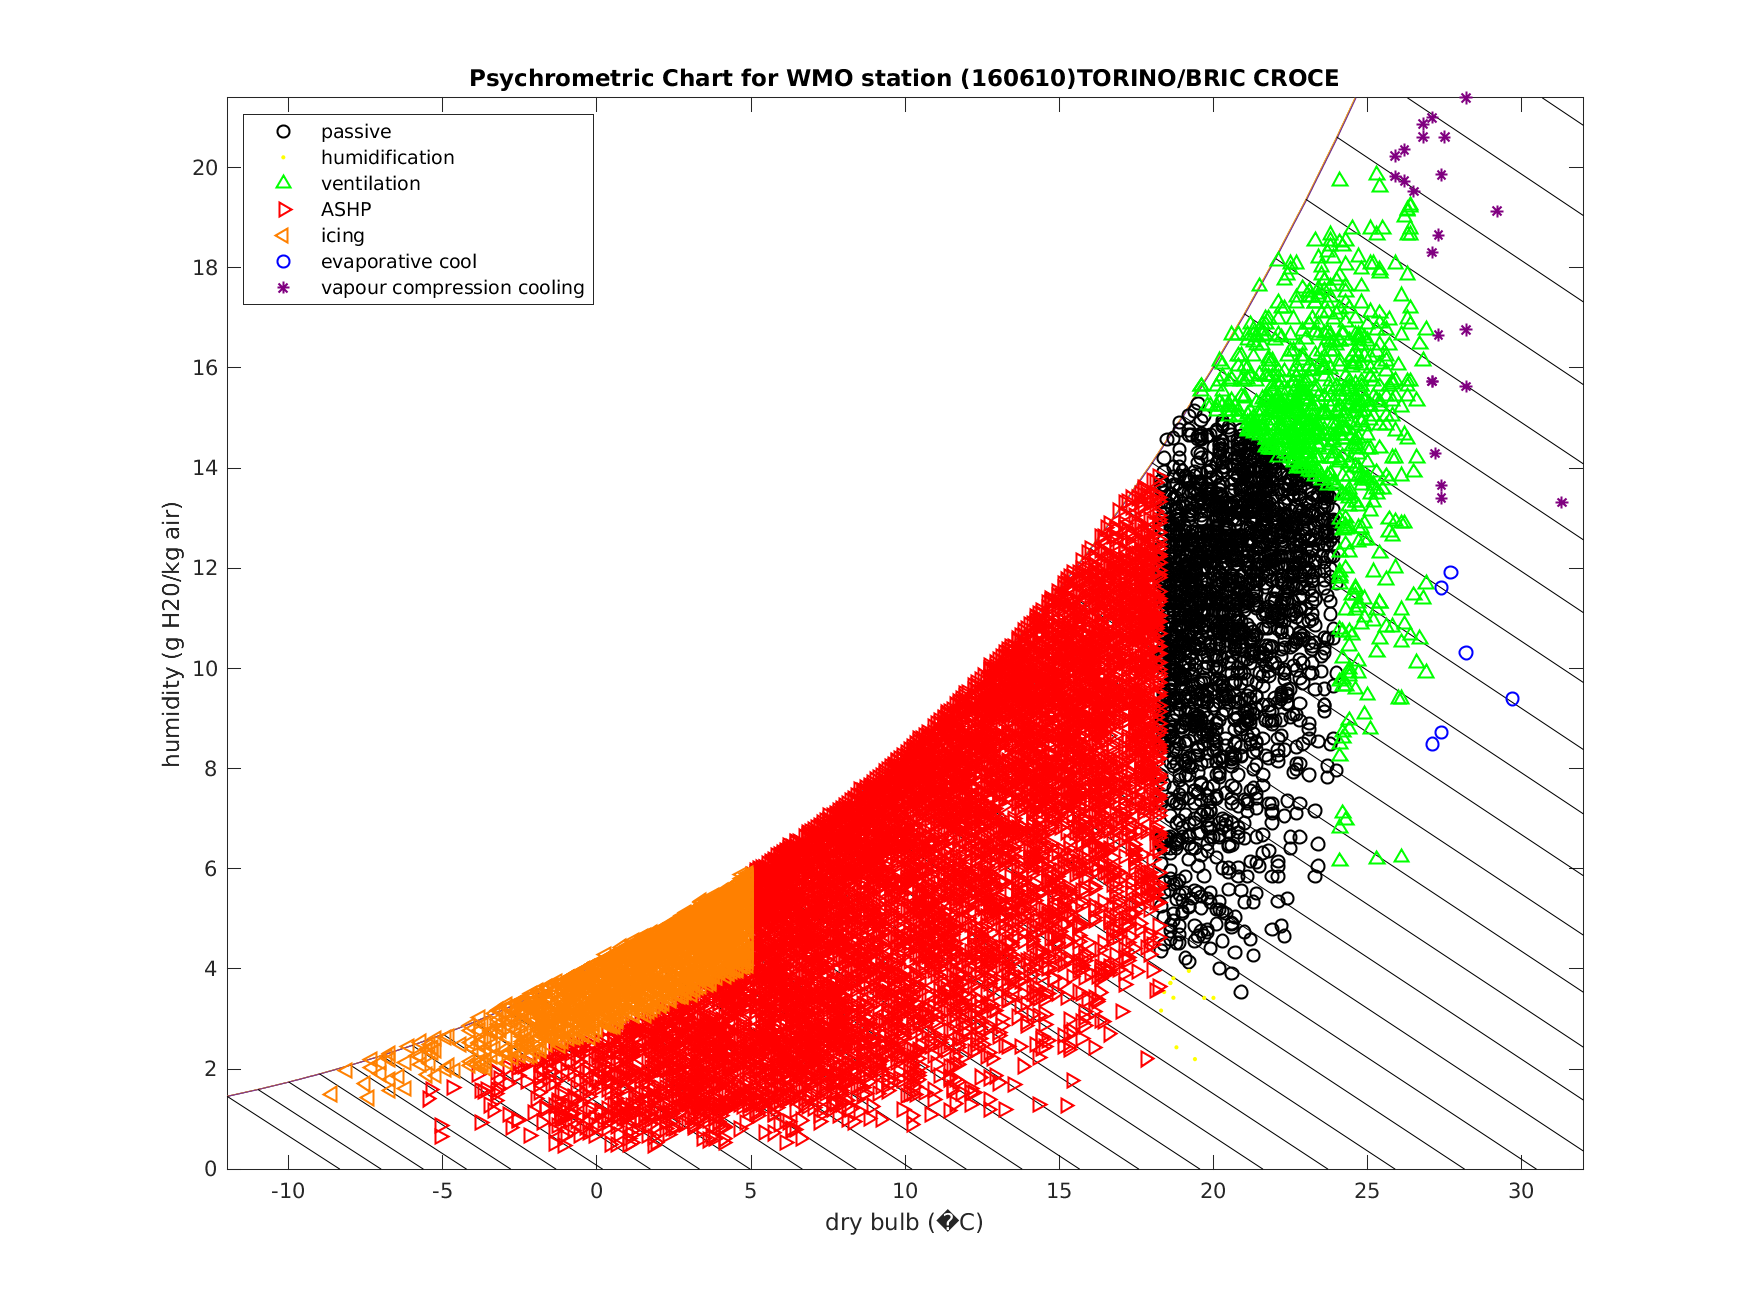 Psychrometric Chart for WMO station (160610)TORINO/BRIC CROCE
passive
humidification
ventilation
ASHP
icing
evaporative cool
vapour compression cooling
humidity (g H20/kg air)
20
18
16
14
12
10
8
6
4
2
0
-10 -5 0 5 10 15 20 25 30
dry bulb (�C)